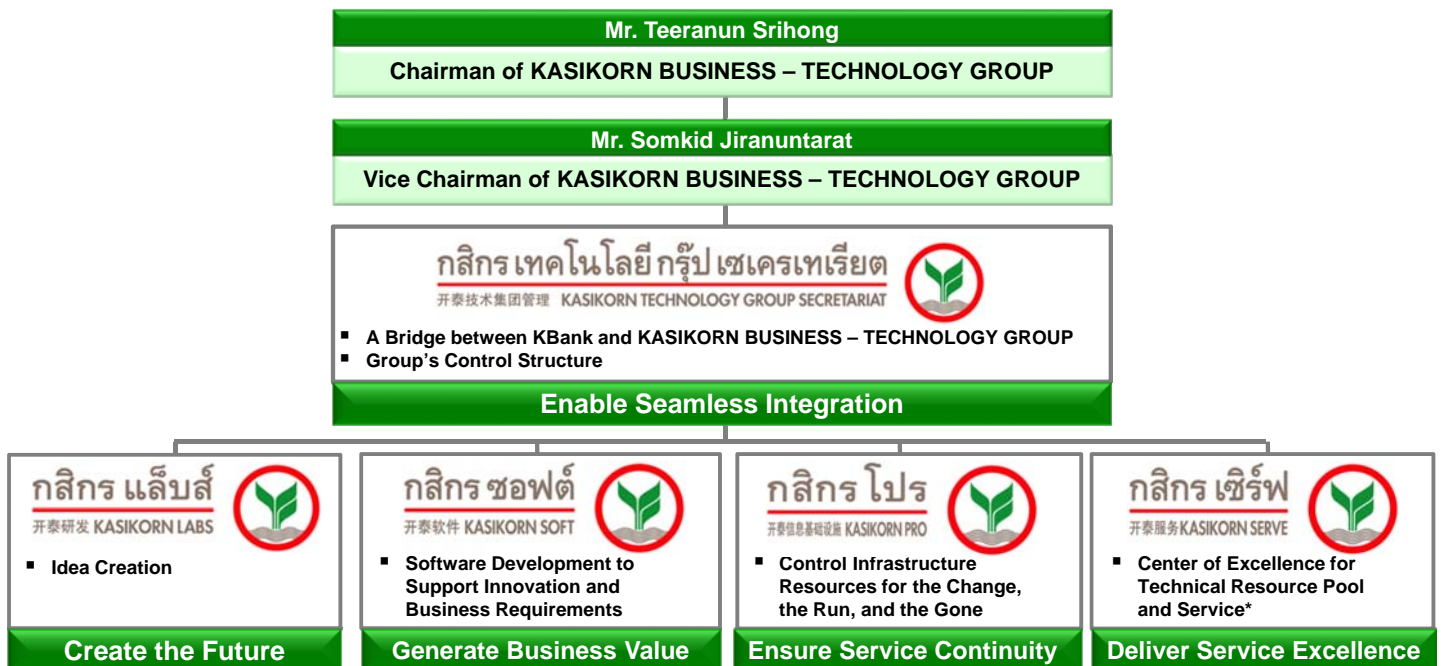 Mr. Teeranun Srihong
Chairman of KASIKORN BUSINESS – TECHNOLOGY GROUP
Mr. Somkid Jiranuntarat
Vice Chairman of KASIKORN BUSINESS – TECHNOLOGY GROUP
กสิกร เทคโนโลยี กรุ๊ป เซเครเทเรียต
开泰技术集团管理 KASIKORN TECHNOLOGY GROUP SECRETARIAT
▪ A Bridge between KBank and KASIKORN BUSINESS – TECHNOLOGY GROUP
▪ Group's Control Structure
Enable Seamless Integration
กสิกร แล็บส์
开泰研发 KASIKORN LABS
▪ Idea Creation
Create the Future
กสิกร ซอฟต์
开泰软件 KASIKORN SOFT
▪ Software Development to
Support Innovation and
Business Requirements
Generate Business Value
กสิกร โปร
开泰信息基础设施 KASIKORN PRO
▪ Control Infrastructure
Resources for the Change,
the Run, and the Gone
Ensure Service Continuity
กสิกร เซิร์ฟ
开泰服务KASIKORN SERVE
▪ Center of Excellence for
Technical Resource Pool
and Service*
Deliver Service Excellence